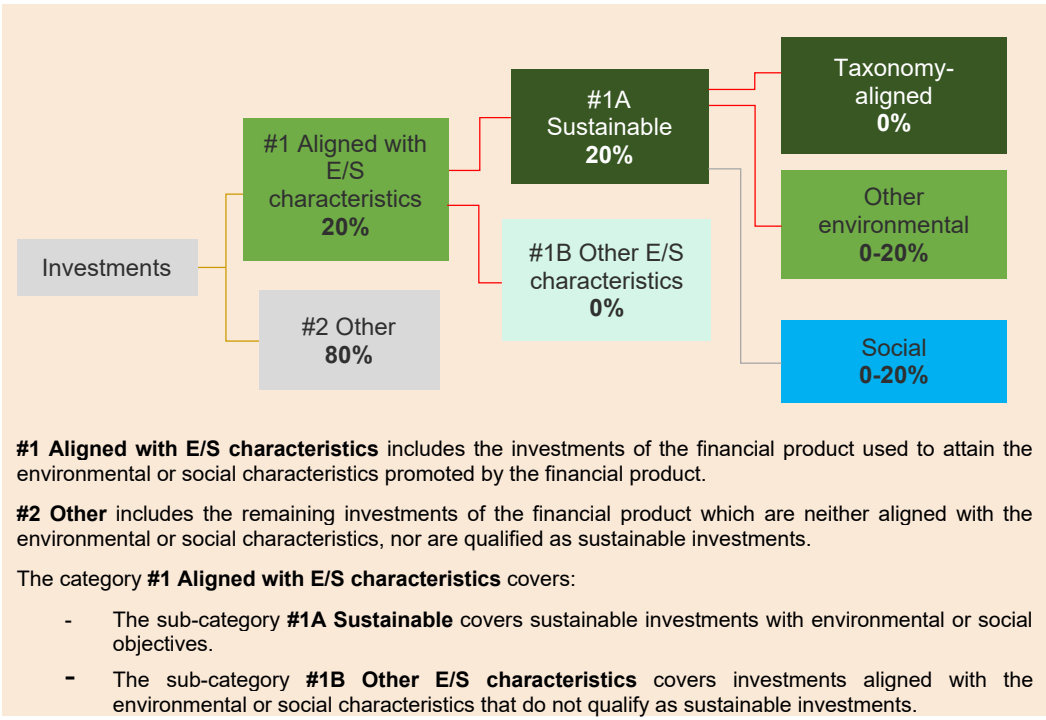 Investments
#1 Aligned with
E/S
characteristics
20%
#2 Other
80%
#1A
Sustainable
20%
#1B Other E/S
characteristics
0%
Taxonomy-
aligned
0%
Other
environmental
0-20%
Social
0-20%
#1 Aligned with E/S characteristics includes the investments of the financial product used to attain the
environmental or social characteristics promoted by the financial product.
#2 Other includes the remaining investments of the financial product which are neither aligned with the
environmental or social characteristics, nor are qualified as sustainable investments.
The category #1 Aligned with E/S characteristics covers:
- The sub-category #1A Sustainable covers sustainable investments with environmental or social
objectives.
- The sub-category #1B Other E/S characteristics covers investments aligned with the
environmental or social characteristics that do not qualify as sustainable investments.